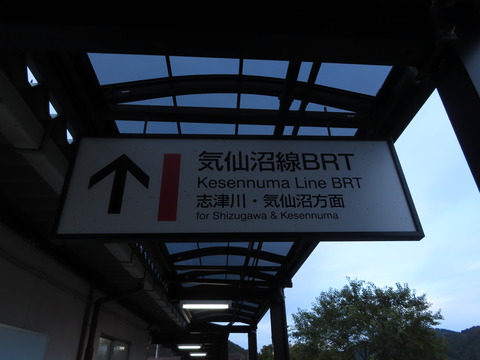 気仙沼線BRT
Kesennuma Line BRT
志津川・気仙沼方面
for Shizugawa & Kesennuma